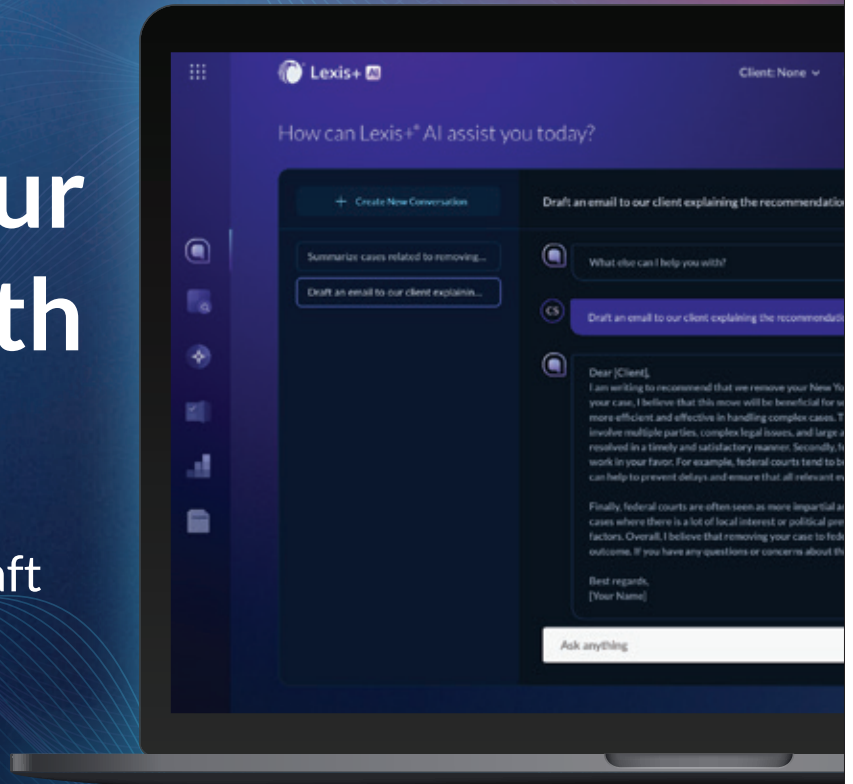 ur
th
aft
Lexis+ AI
Client: None
How can Lexis+® AI assist you today?
+ Create New Conversation
Summarize cases related to removing...
Draft an email to our client explainin...
Draft an email to our client explaining the recommendatio
What else can I help you with?
CS
Draft an email to our client explaining the recommendati
Dear [Client],
I am writing to recommend that we remove your New Yo
your case, I believe that this move will be beneficial for s
more efficient and effective in handling complex cases. T
involve multiple parties, complex legal issues, and large a
resolved in a timely and satisfactory manner. Secondly, f
work in your favor. For example, federal courts tend to b
can help to prevent delays and ensure that all relevant e
Finally, federal courts are often seen as more impartial a
cases where there is a lot of local interest or political pre
factors. Overall, I believe that removing your case to fede
outcome. If you have any questions or concerns about th
Best regards,
[Your Name]
Ask anything